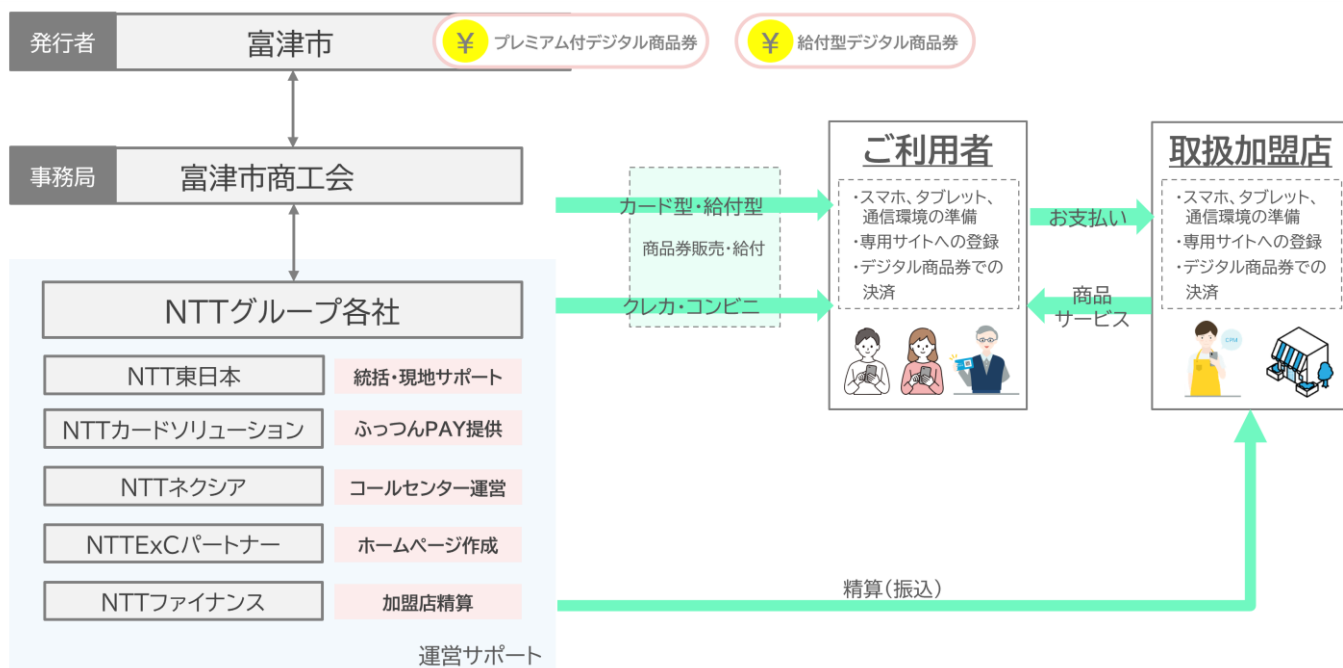 発行者
富津市
¥
プレミアム付デジタル商品券
¥
給付型デジタル商品券
事務局
富津市商工会
NTTグループ各社
NTT東日本
統括・現地サポート
NTTカードソリューション
ふっつんPAY提供
NTTネクシア
コールセンター運営
NTTExCパートナー
ホームページ作成
NTTファイナンス
加盟店精算
運営サポート
カード型・給付型
商品券販売・給付
クレカ・コンビニ
ご利用者
・スマホ、タブレット、
通信環境の準備
・専用サイトへの登録
・デジタル商品券での
決済
お支払い
商品
サービス
取扱加盟店
・スマホ、タブレット、
通信環境の準備
・専用サイトへの登録
・デジタル商品券での
決済
CPM
精算(振込)